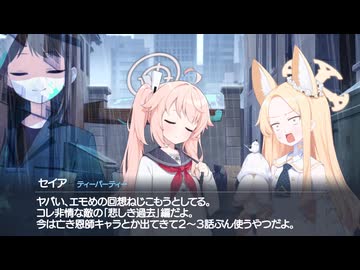 セイア ティーパーティー
ヤバい、エモめの回想ねじこもうとしてる。
コレ非情な敵の「悲しき過去」編だよ。
今は亡き恩師キャラとか出てきて2～3話ぶん使うやつだよ。